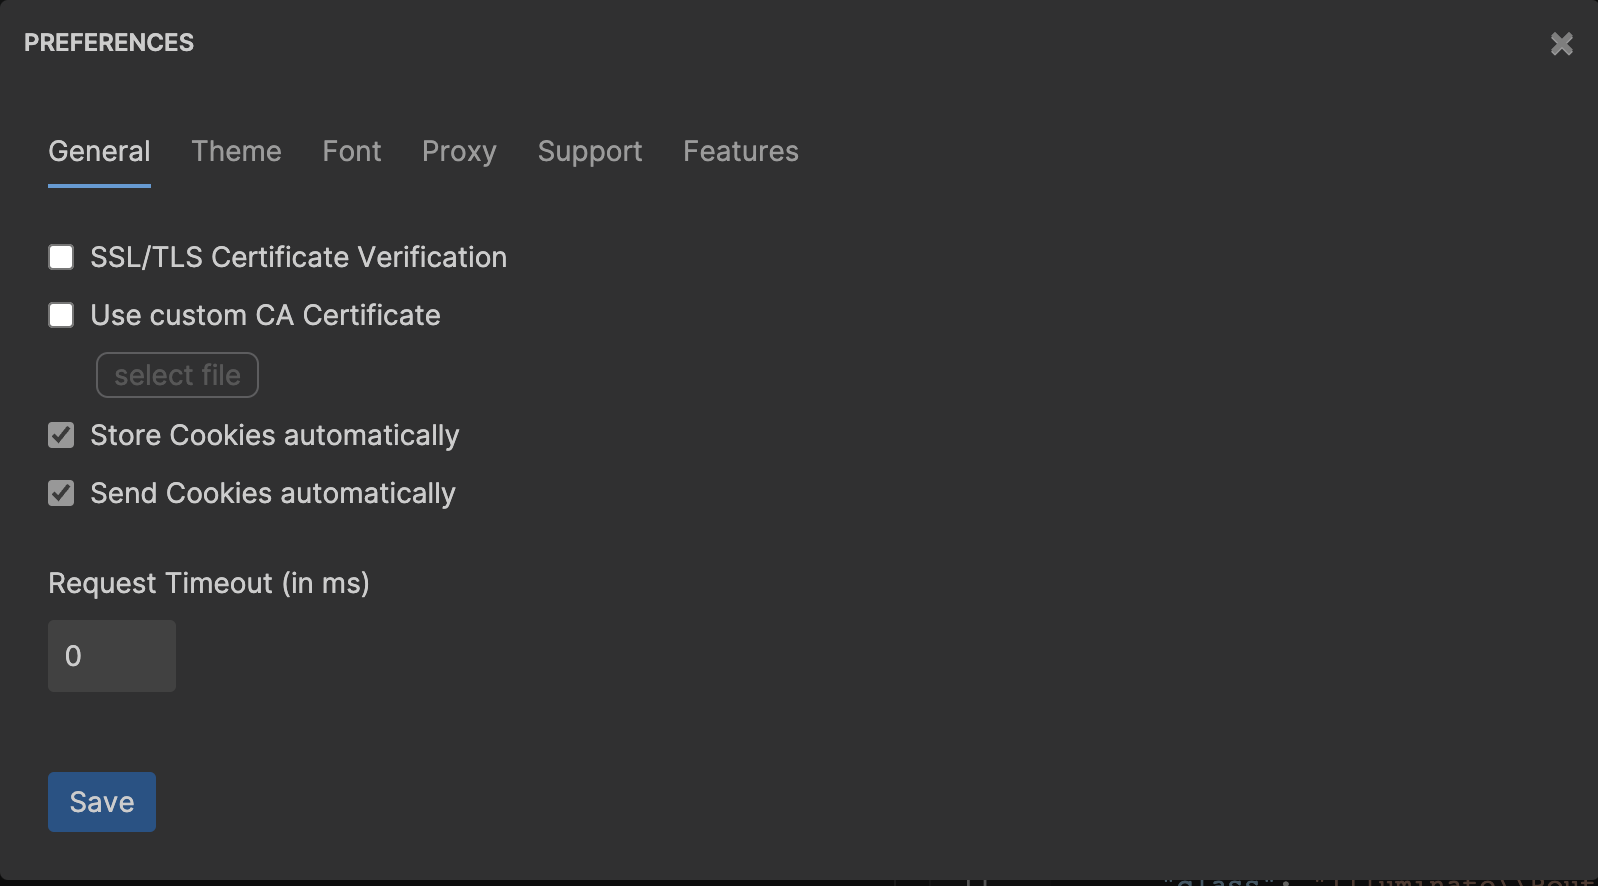 PREFERENCES
General Theme Font Proxy Support Features
SSL/TLS Certificate Verification
Use custom CA Certificate
select file
Store Cookies automatically
Send Cookies automatically
Request Timeout (in ms)
0
Save